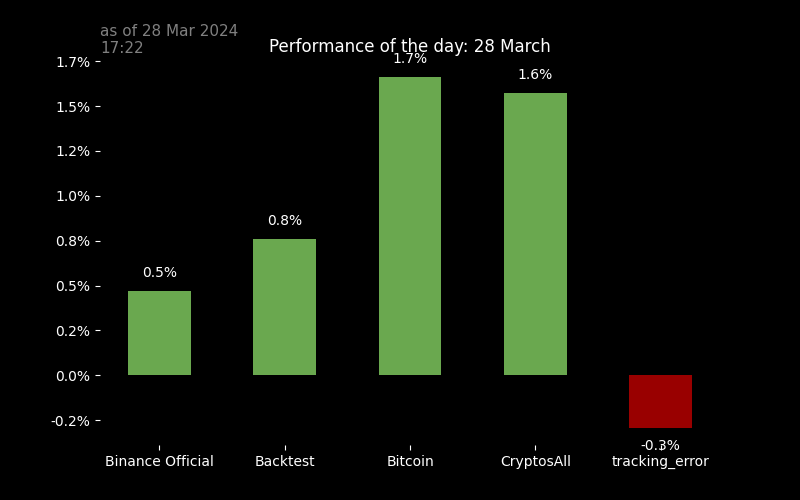 as of 28 Mar 2024
17:22
Performance of the day: 28 March
1.7%
1.5%
1.2%
1.0%
0.8%
0.5%
0.2%
0.0%
-0.2%
0.5%
0.8%
1.7%
1.6%
-0.3%
Binance Official
Backtest
Bitcoin
CryptosAll
tracking_error